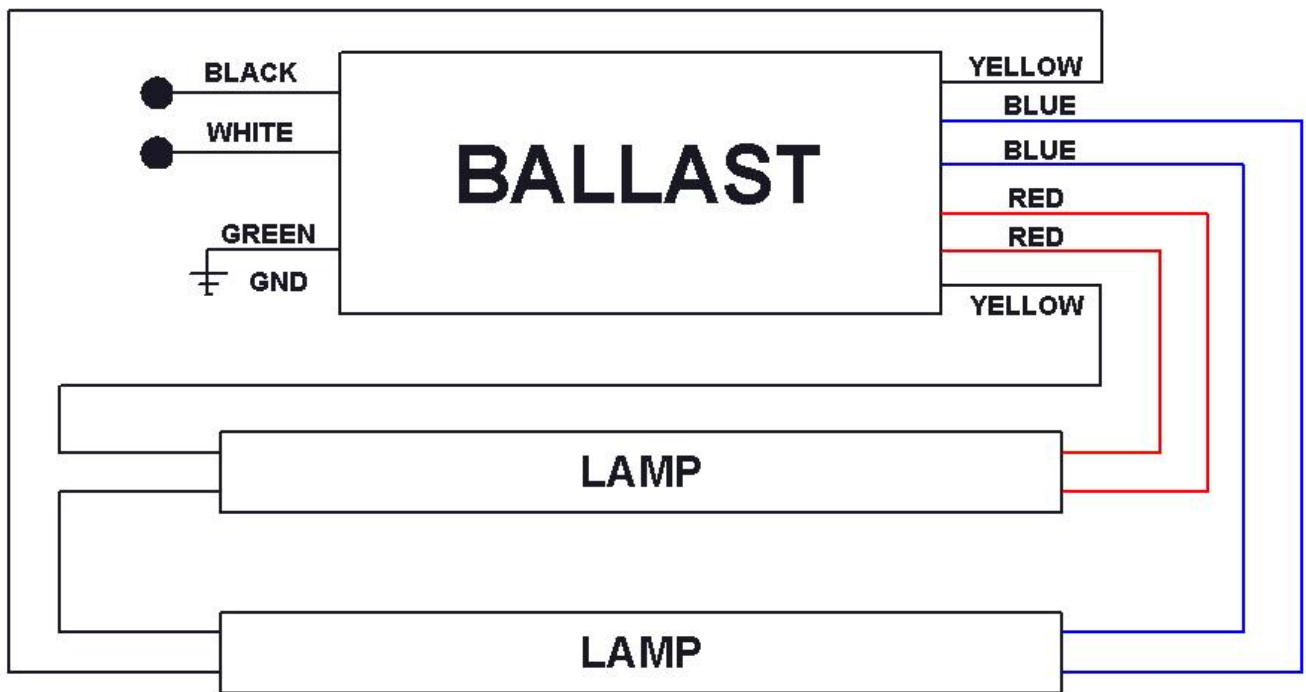 BLACK
WHITE
GREEN
GND
BALLAST
YELLOW
BLUE
BLUE
RED
RED
YELLOW
LAMP
LAMP